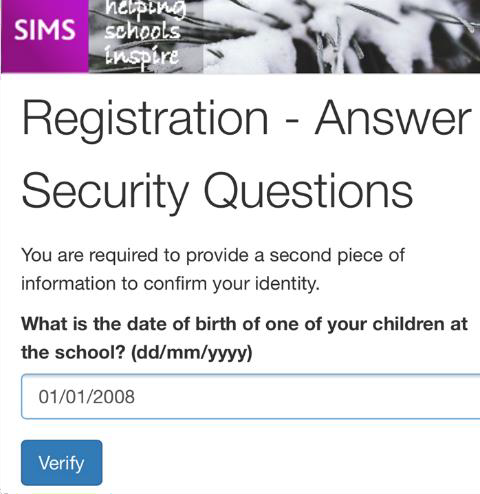 SIMS
helping
schools
inspire
Registration - Answer
Security Questions
You are required to provide a second piece of
information to confirm your identity.
What is the date of birth of one of your children at
the school? (dd/mm/yyyy)
01/01/2008
Verify